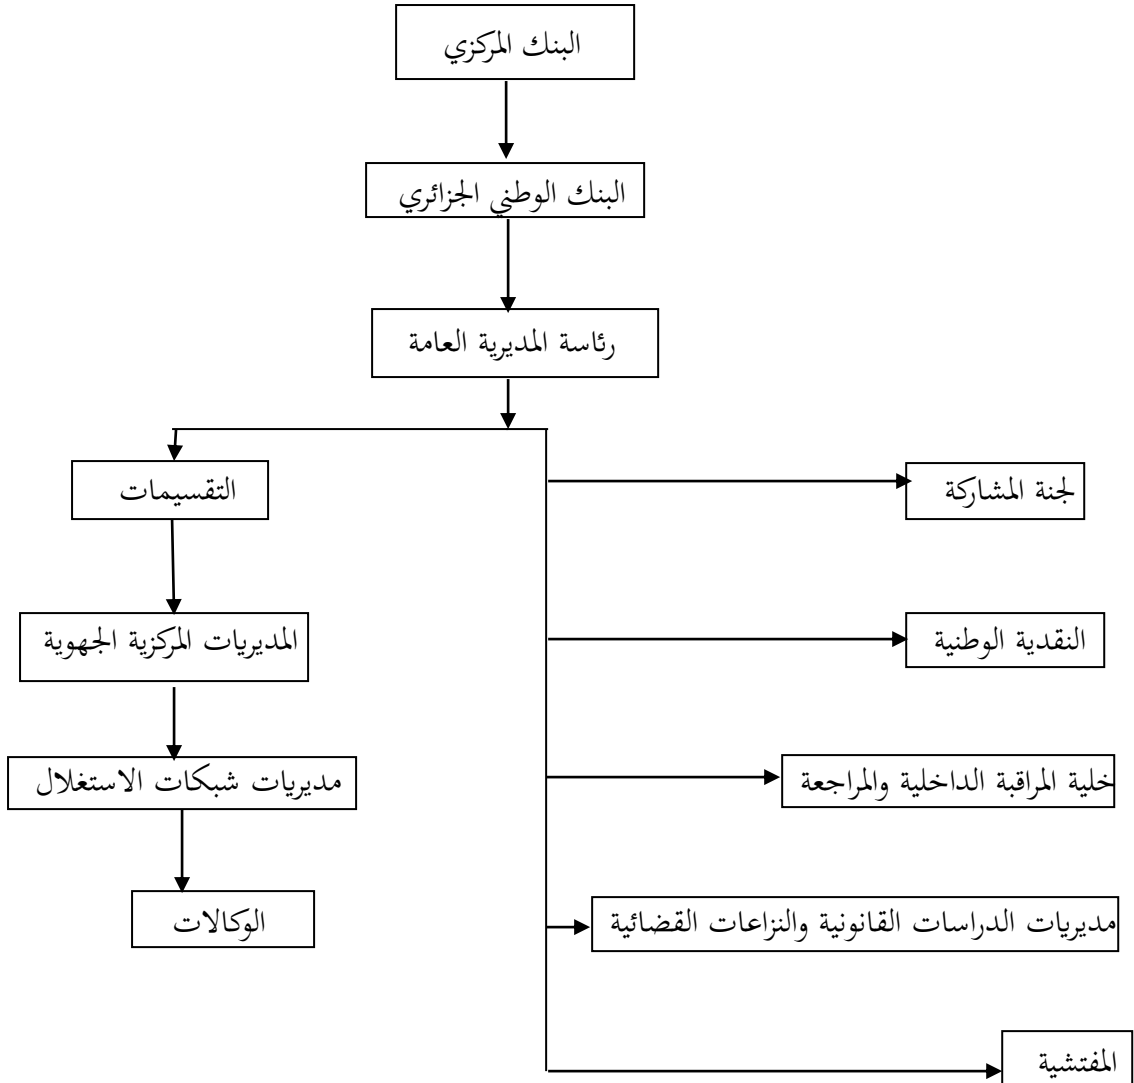 البنك المركزي
البنك الوطني الجزائري
رئاسة المديرية العامة
التقسيمات
لجنة المشاركة
المديريات المركزية الجهوية
النقدية الوطنية
مديريات شبكات الاستغلال
خلية المراقبة الداخلية والمراجعة
الوكالات
مديريات الدراسات القانونية والنزاعات القضائية
المفتشية